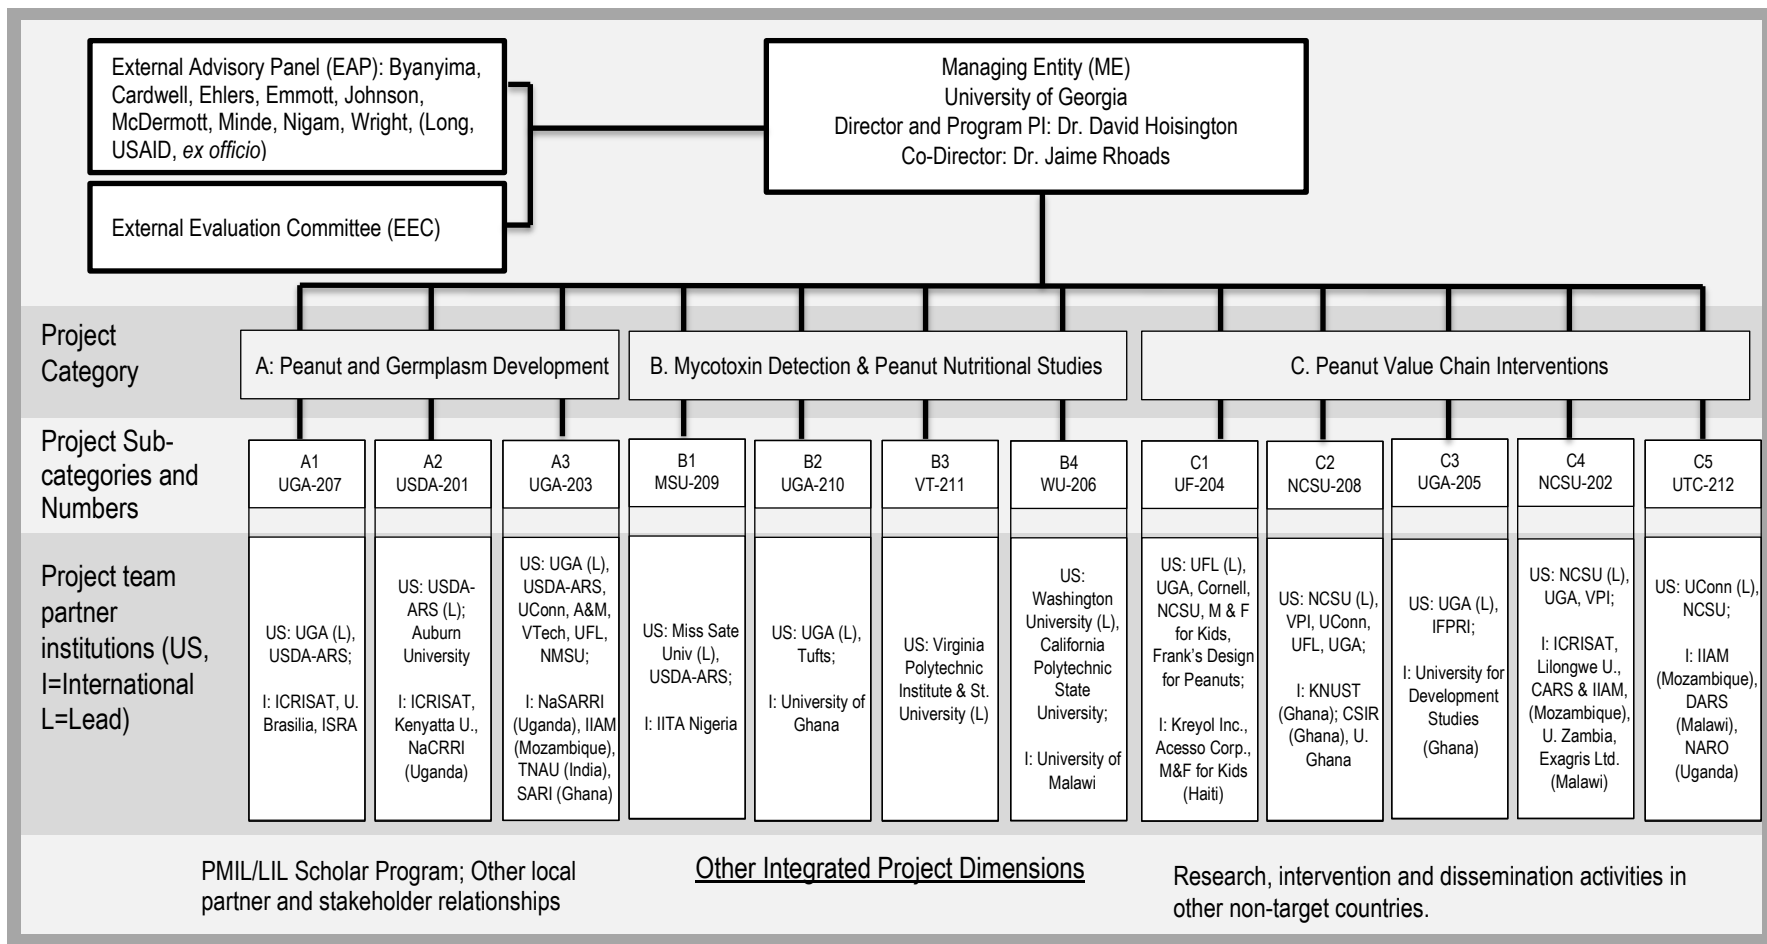 External Advisory Panel (EAP): Byanyima,
Cardwell, Ehlers, Emmott, Johnson,
McDermott, Minde, Nigam, Wright, (Long,
USAID, ex officio)
External Evaluation Committee (EEC)
Managing Entity (ME)
University of Georgia
Director and Program PI: Dr. David Hoisington
Co-Director: Dr. Jaime Rhoads
Project
Category
A: Peanut and Germplasm Development
B. Mycotoxin Detection & Peanut Nutritional Studies
C. Peanut Value Chain Interventions
Project Sub-
categories and
Numbers
A1
UGA-207
A2
USDA-201
A3
UGA-203
B1
MSU-209
B2
UGA-210
B3
VT-211
B4
WU-206
C1
UF-204
C2
NCSU-208
C3
UGA-205
C4
NCSU-202
C5
UTC-212
Project team
partner
institutions (US,
I=International
L=Lead)
US: UGA (L),
USDA-ARS;
I: ICRISAT, U.
Brasilia, ISRA
US: USDA-
ARS (L);
Auburn
University
I: ICRISAT,
Kenyatta U.,
NaCRRI
(Uganda)
US: UGA (L),
USDA-ARS,
UConn, A&M,
VTech, UFL,
NMSU;
I: NaSARRI
(Uganda), IIAM
(Mozambique),
TNAU (India),
SARI (Ghana)
US: Miss Sate
Univ (L),
USDA-ARS;
I: IITA Nigeria
US: UGA (L),
Tufts;
I: University of
Ghana
US: Virginia
Polytechnic
Institute & St.
University (L)
US:
Washington
University (L),
California
Polytechnic
State
University;
I: University of
Malawi
US: UFL (L),
UGA, Cornell,
NCSU, M & F
for Kids,
Frank’s Design
for Peanuts;
I: Kreyol Inc.,
Acesso Corp.,
M&F for Kids
(Haiti)
US: NCSU (L),
VPI, UConn,
UFL, UGA;
I: KNUST
(Ghana); CSIR
(Ghana), U.
Ghana
US: UGA (L),
IFPRI;
I: University for
Development
Studies
(Ghana)
US: NCSU (L),
UGA, VPI;
I: ICRISAT,
Lilongwe U.,
CARS & IIAM,
(Mozambique),
U. Zambia,
Exagris Ltd.
(Malawi)
US: UConn (L),
NCSU;
I: IIAM
(Mozambique),
DARS
(Malawi),
NARO
(Uganda)
PMIL/LIL Scholar Program; Other local
partner and stakeholder relationships
Other Integrated Project Dimensions
Research, intervention and dissemination activities in
other non-target countries.